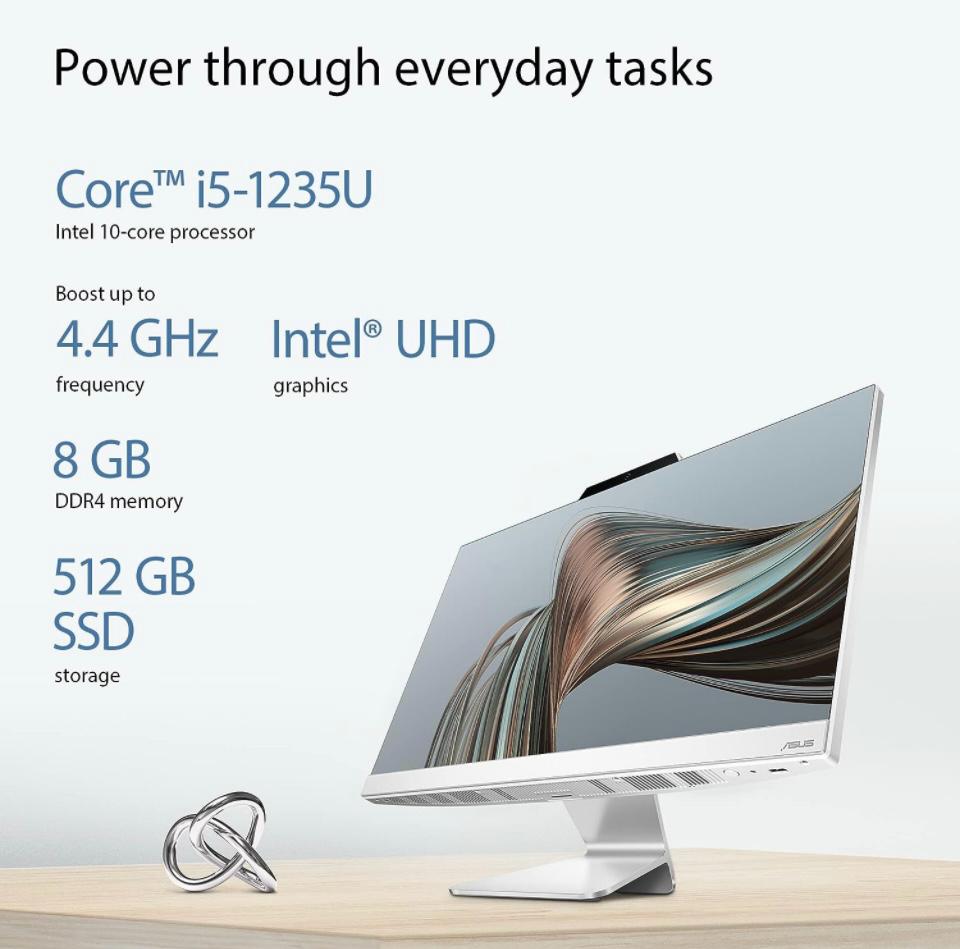 Power through everyday tasks
Core™ i5-1235U
Intel 10-core processor
Boost up to
4.4 GHz
frequency
Intel® UHD
graphics
8 GB
DDR4 memory
512 GB
SSD
storage
ASUS